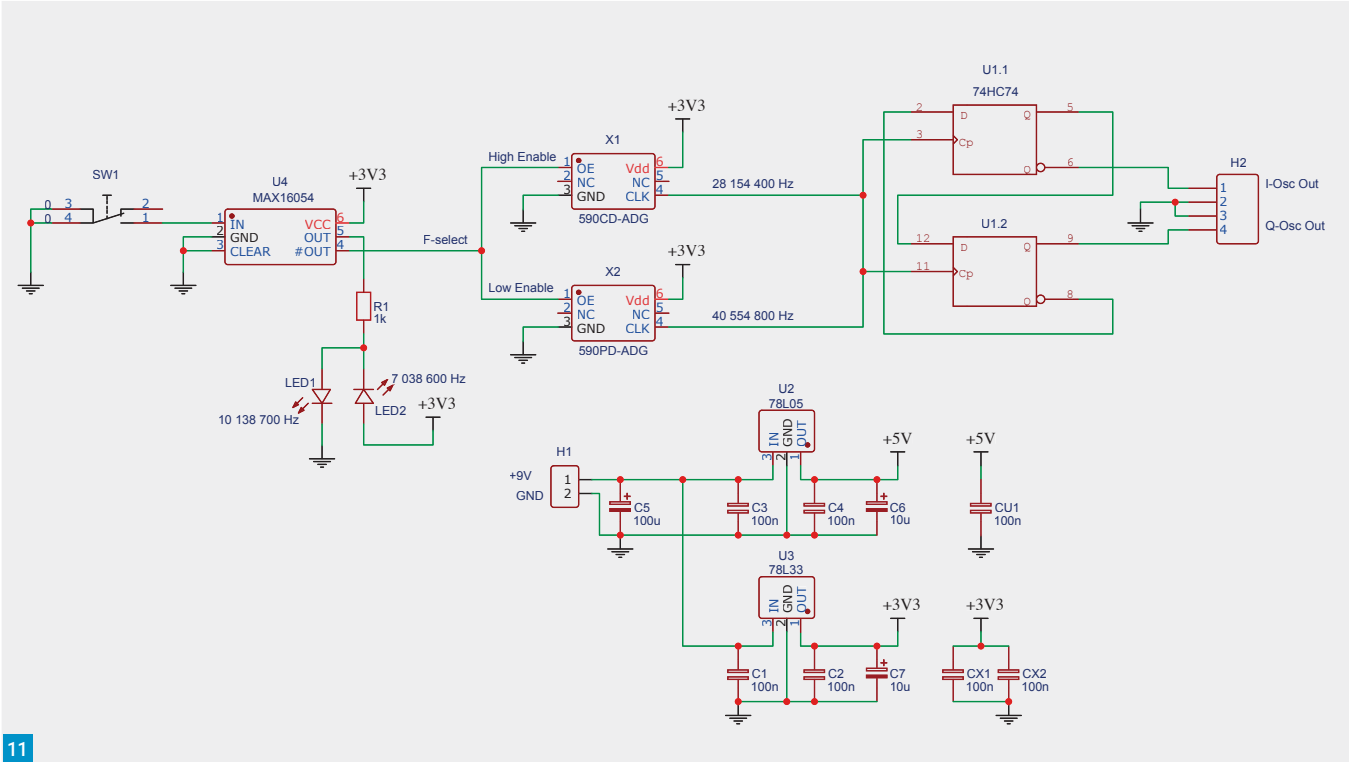 SW1
0 3
0 4
2
1
U4
MAX16054
1 IN
2 GND
3 CLEAR
VCC 6
OUT 5
#OUT 4
+3V3
F-select
R1
1k
LED1
10 138 700 Hz
7 038 600 Hz
LED2
+3V3
High Enable
X1
1 OE
2 NC
3 GND
Vdd 6
NC 5
CLK 4
590CD-ADG
+3V3
28 154 400 Hz
Low Enable
X2
1 OE
2 NC
3 GND
Vdd 6
NC 5
CLK 4
590PD-ADG
+3V3
40 554 800 Hz
U1.1
74HC74
2 D
3 Cp
Q 5
Q 6
U1.2
12 D
11 Cp
Q 9
Q 8
H2
1
2
3
4
I-Osc Out
Q-Osc Out
H1
+9V 1
GND 2
C5
100u
C3
100n
U2
78L05
IN
GND
OUT
3 2 1
C4
100n
C6
10u
+5V
+5V
CU1
100n
U3
78L33
IN
GND
OUT
3 2 1
C1
100n
C2
100n
C7
10u
+3V3
+3V3
CX1
100n
CX2
100n
+
+
+
11